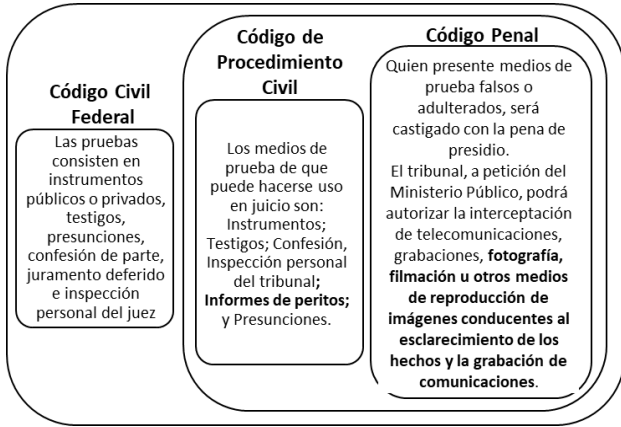 Código Civil
Federal
Las pruebas
consisten en
instrumentos
públicos o privados,
testigos,
presunciones,
confesión de parte,
juramento deferido
e inspección
personal del juez
Código de
Procedimiento
Civil
Los medios de
prueba de que
puede hacerse uso
en juicio son:
Instrumentos;
Testigos; Confesión,
Inspección personal
del tribunal;
Informes de peritos;
y Presunciones.
Código Penal
Quien presente medios de
prueba falsos o
adulterados, será
castigado con la pena de
presidio.
El tribunal, a petición del
Ministerio Público, podrá
autorizar la interceptación
de telecomunicaciones,
grabaciones, fotografía,
filmación u otros medios
de reproducción de
imágenes conducentes al
esclarecimiento de los
hechos y la grabación de
comunicaciones.